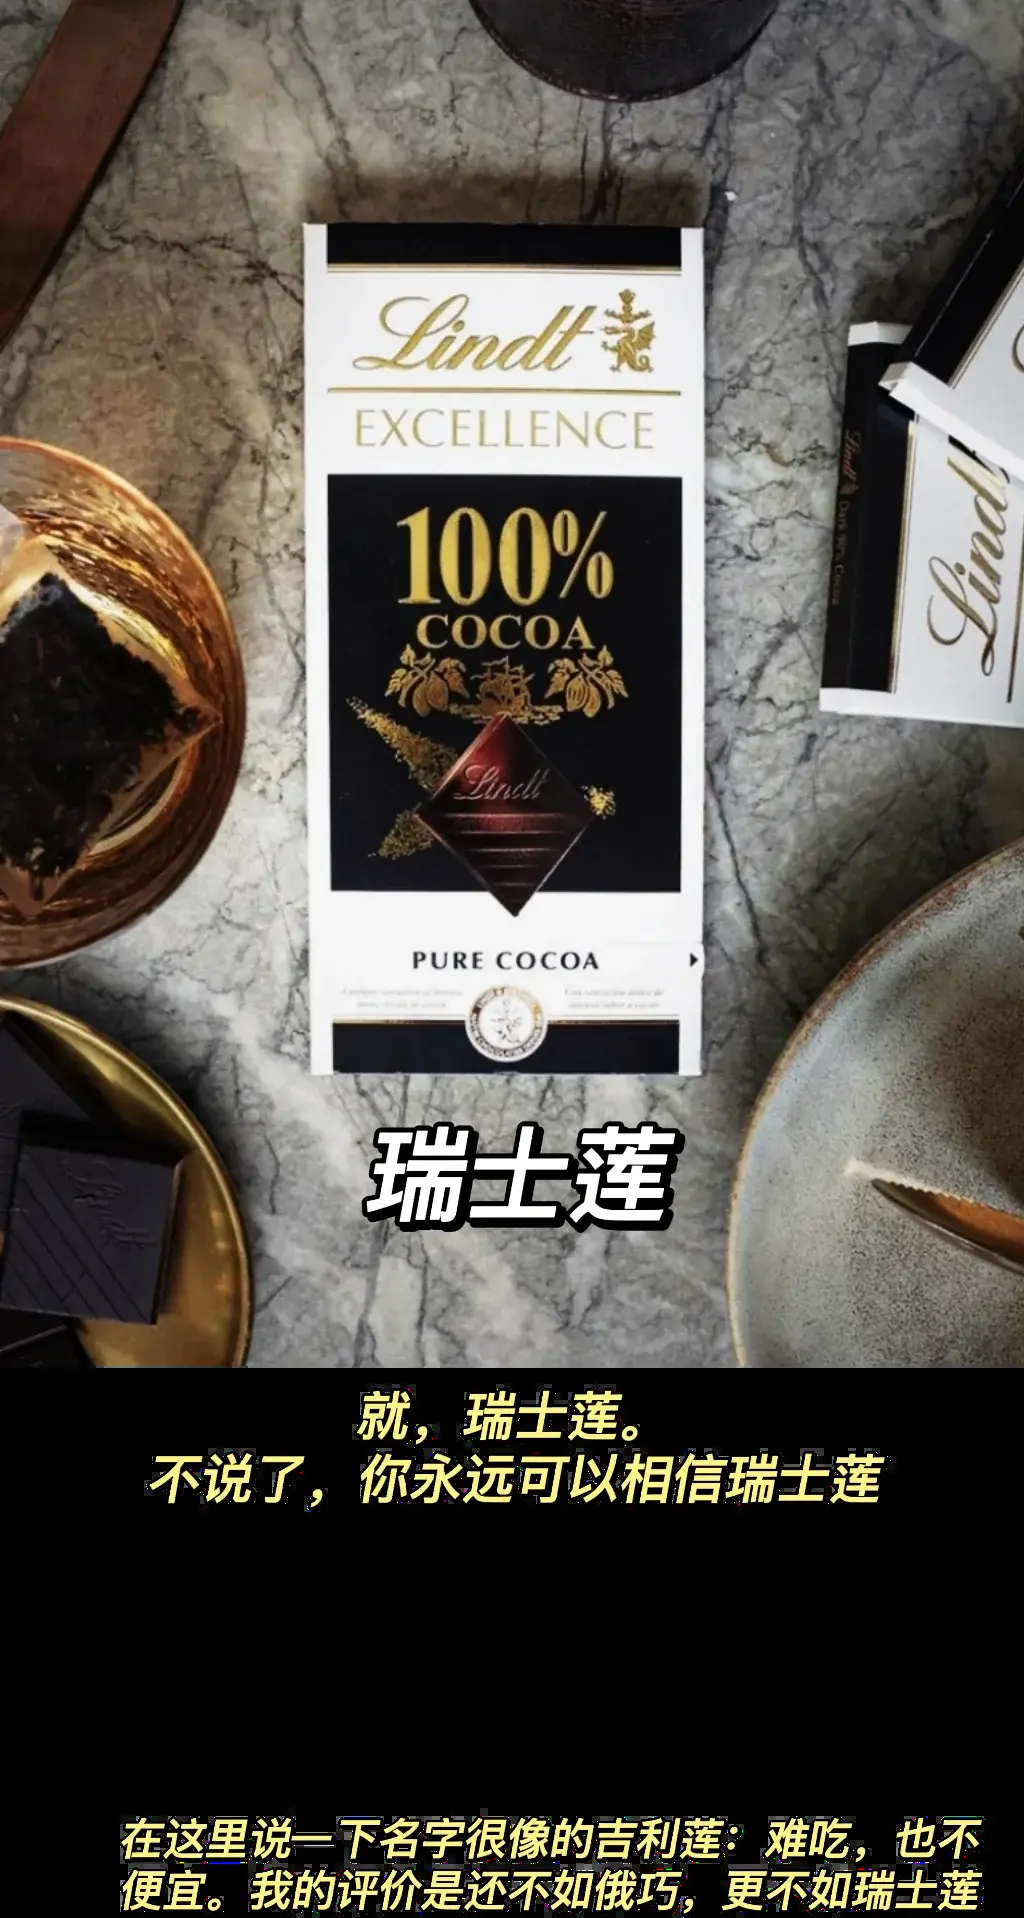 Lindt
EXCELLENCE
100%
COCOA
Lindt
PURE COCOA
Lindt
Lindt
瑞士莲
就，瑞士莲。
不说了，你永远可以相信瑞士莲
在这里说一下名字很像的吉利莲：难吃，也不
便宜。我的评价是还不如俄巧，更不如瑞士莲